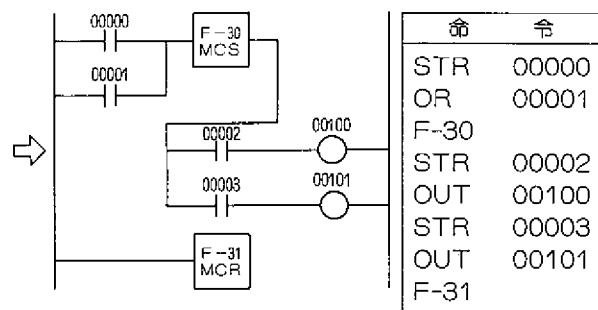 00000
F-30
MCS
00001
00002
00100
00003
00101
F-31
MCR
命 令
STR 00000
OR 00001
F-30
STR 00002
OUT 00100
STR 00003
OUT 00101
F-31